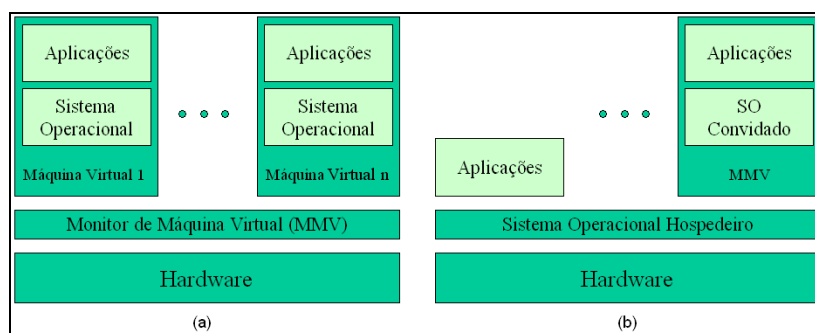 Aplicações
Sistema
Operacional
Máquina Virtual 1
Aplicações
Sistema
Operacional
Máquina Virtual n
Monitor de Máquina Virtual (MMV)
Hardware
(a)
Aplicações
Aplicações
SO
Convidado
MMV
Sistema Operacional Hospedeiro
Hardware
(b)